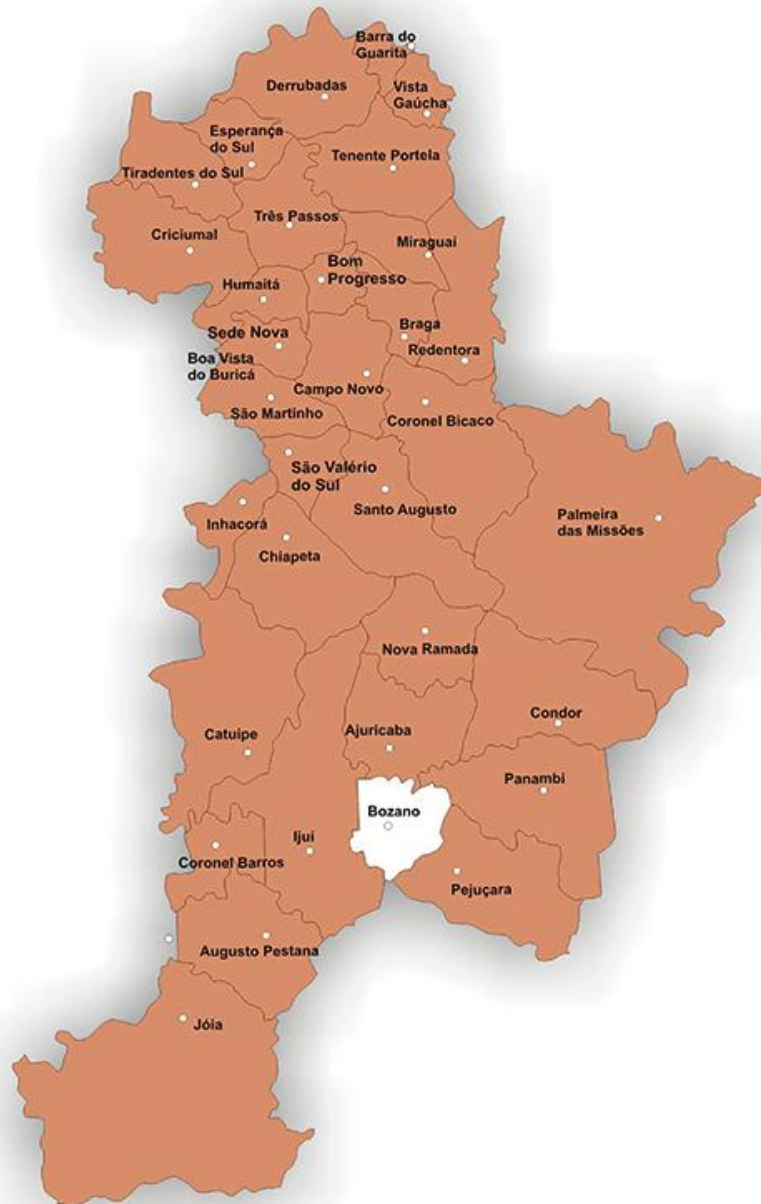 Barra do
Guarita
Derrubadas
Vista
Gaúcha
Esperança
do Sul
Tenente Portela
Tiradentes do Sul
Três Passos
Criciumal
Miraguai
Bom
Progresso
Humaitá
Braga
Sede Nova
Redentora
Boa Vista
do Buricá
Campo Novo
São Martinho
Coronel Bicaco
São Valério
do Sul
Santo Augusto
Inhacorá
Palmeira
das Missões
Chiapeta
Nova Ramada
Condor
Catuipe
Ajuricaba
Panambi
Bozano
Ijui
Coronel Barros
Pejuçara
Augusto Pestana
Jóia